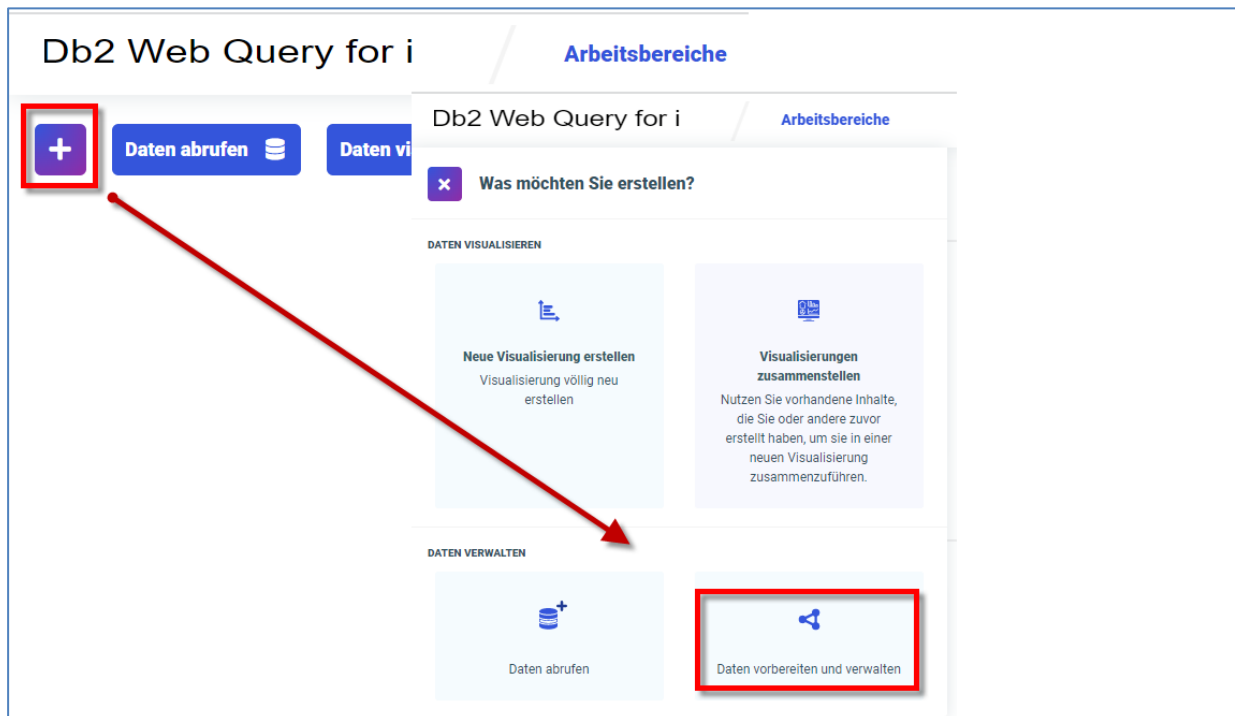 Db2 Web Query for i
Arbeitsbereiche
Daten abrufen
Daten vi
Db2 Web Query for i
Arbeitsbereiche
Was möchten Sie erstellen?
DATEN VISUALISIEREN
Neue Visualisierung erstellen
Visualisierung völlig neu
erstellen
Visualisierungen
zusammenstellen
Nutzen Sie vorhandene Inhalte,
die Sie oder andere zuvor
erstellt haben, um sie in einer
neuen Visualisierung
zusammenzuführen.
DATEN VERWALTEN
Daten abrufen
Daten vorbereiten und verwalten